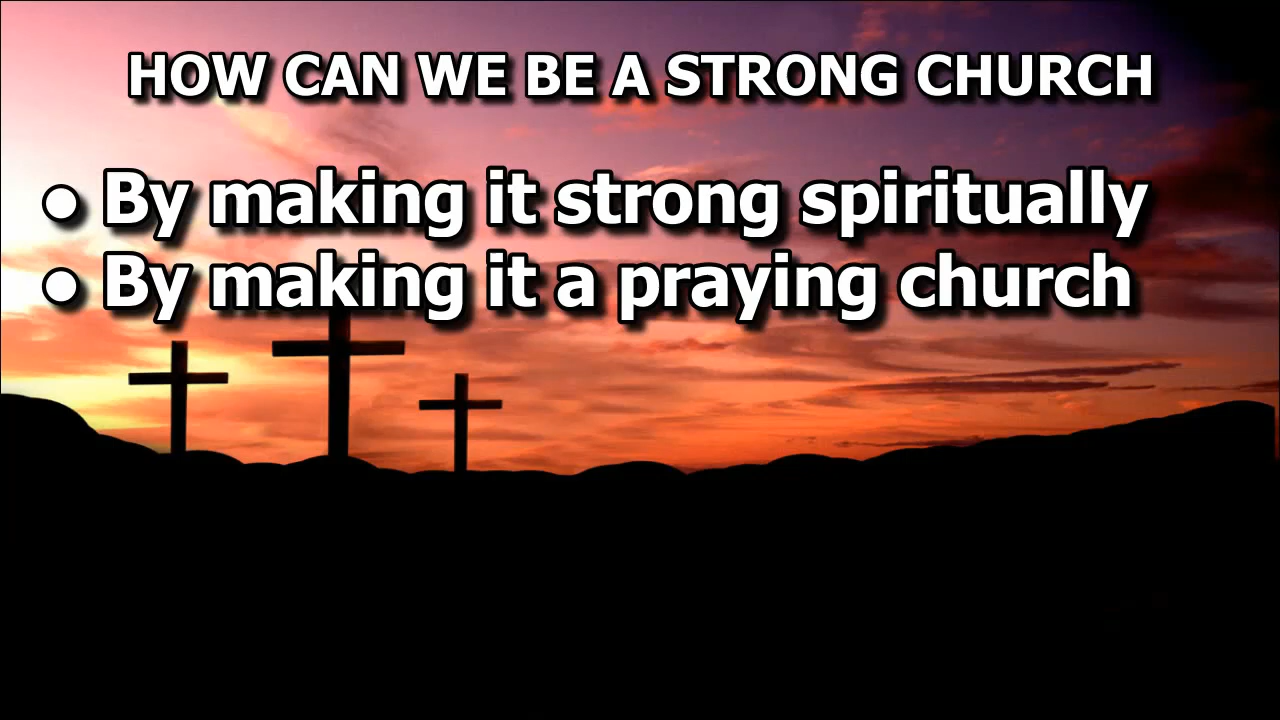 HOW CAN WE BE A STRONG CHURCH
● By making it strong spiritually
● By making it a praying church